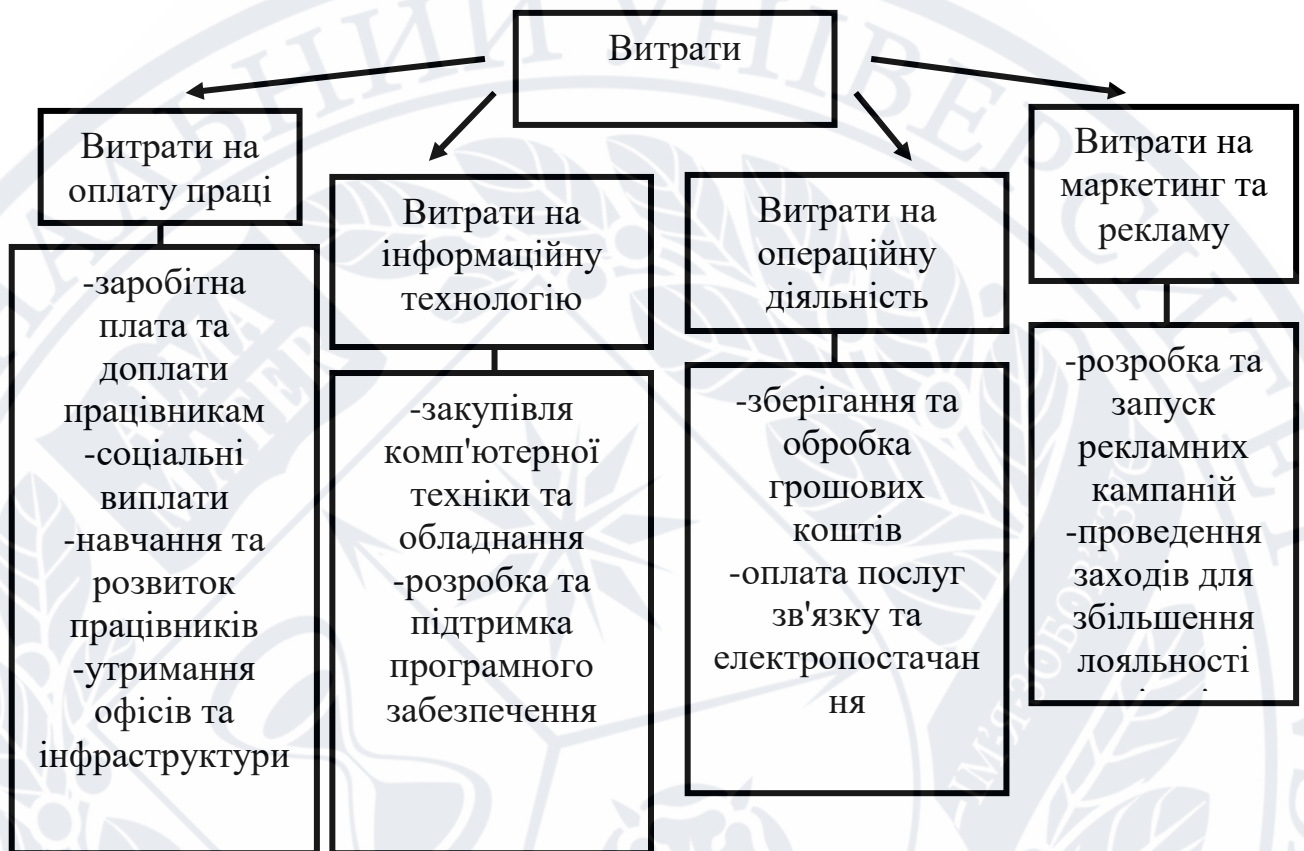 Витрати
Витрати на
оплату праці
-заробітна
плата та
доплати
працівникам
-соціальні
виплати
-навчання та
розвиток
працівників
-утримання
офісів та
інфраструктури
Витрати на
інформаційну
технологію
-закупівля
комп'ютерної
техніки та
обладнання
-розробка та
підтримка
програмного
забезпечення
Витрати на
операційну
діяльність
-зберігання та
обробка
грошових
коштів
-оплата послуг
зв'язку та
електропостачан
ня
Витрати на
маркетинг та
рекламу
-розробка та
запуск
рекламних
кампаній
-проведення
заходів для
збільшення
лояльності